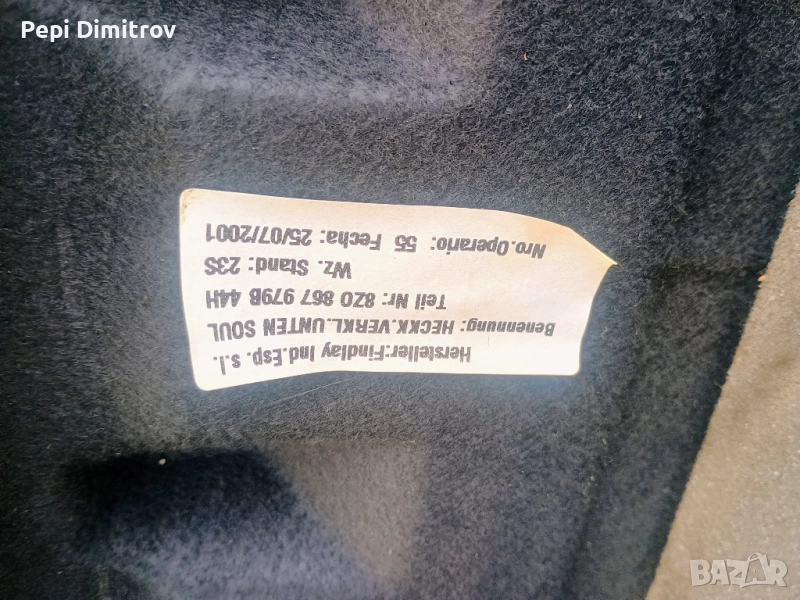 Pepi Dimitrov
Hersteller:Findlay Ind.Esp. s.l.
Benennung: HECKK.VERKL.UNTEN SOUL
Teil Nr: 8Z0 867 979B 44H
Wz. Stand: 23S
Nro.Operario: 55 Fecha: 25/07/2001
BAZAR